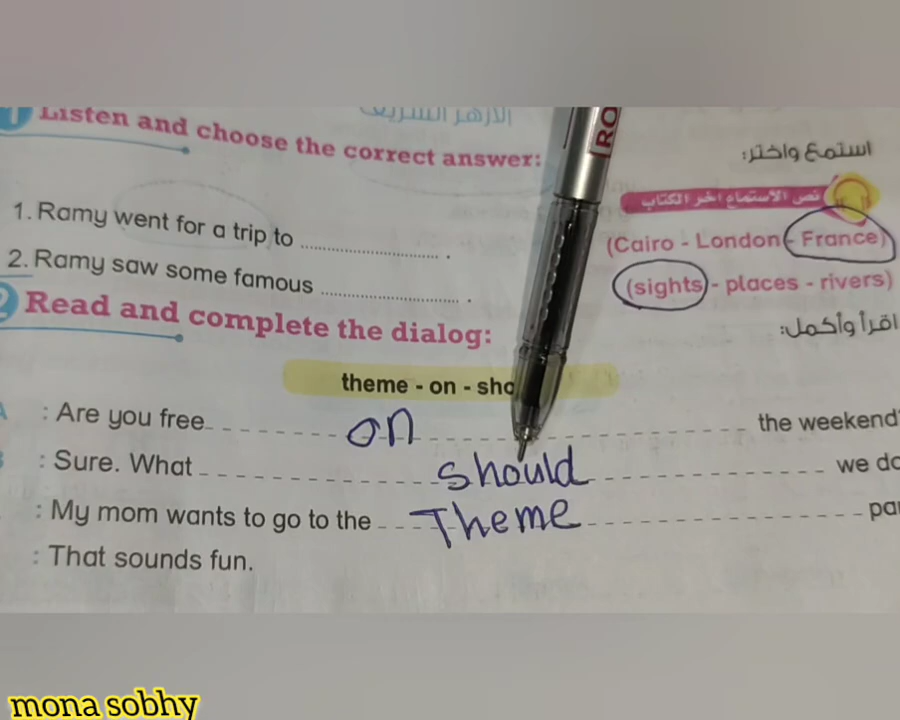 الأزهر الشريف
1 Listen and choose the correct answer:
استمع واختر:
نص الاستماع آخر الكتاب
1. Ramy went for a trip to .................... . (Cairo - London - France)
2. Ramy saw some famous .................... . (sights - places - rivers)
2 Read and complete the dialog:
اقرأ وأكمل:
theme - on - sho
: Are you free on the weekend
: Sure. What should we do
: My mom wants to go to the Theme par
: That sounds fun.
mona sobhy